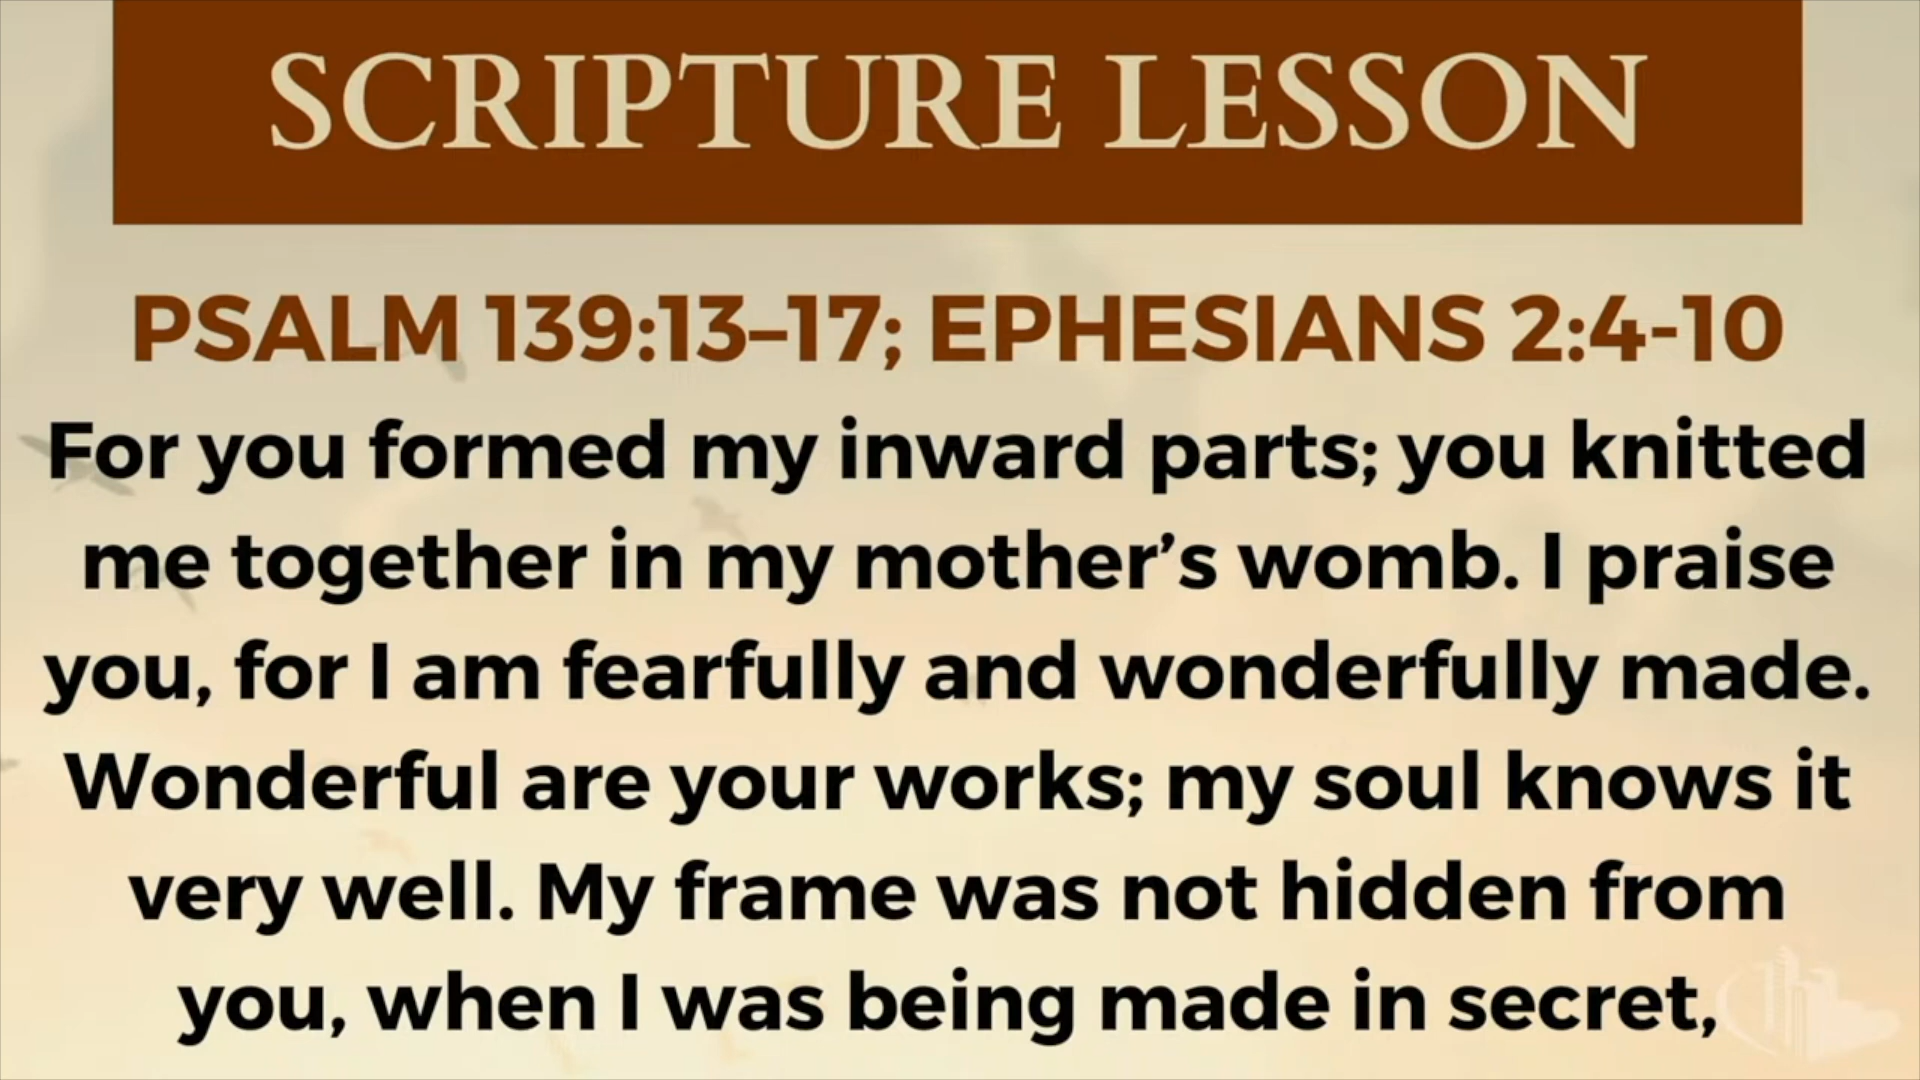 SCRIPTURE LESSON
PSALM 139:13–17; EPHESIANS 2:4-10
For you formed my inward parts; you knitted
me together in my mother’s womb. I praise
you, for I am fearfully and wonderfully made.
Wonderful are your works; my soul knows it
very well. My frame was not hidden from
you, when I was being made in secret,